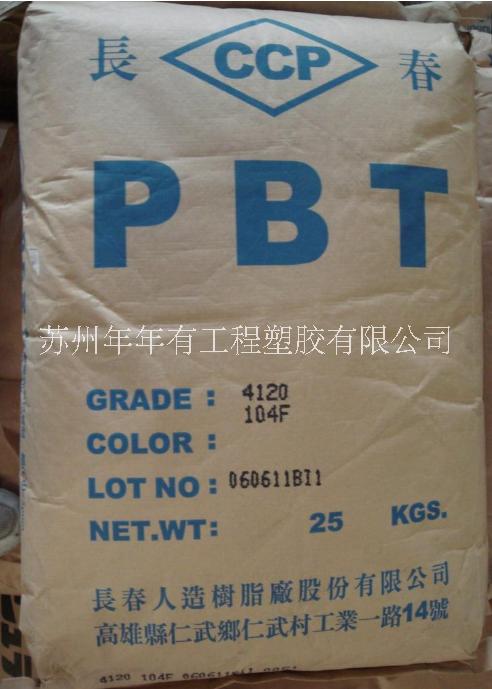 長 CCP 春
PBT
苏州年年有工程塑胶有限公司
GRADE : 4120
104F
COLOR :
LOT NO : 060611BI1
NET.WT: 25 KGS.
長春人造樹脂廠股份有限公司
高雄縣仁武鄉仁武村工業一路14號
4120 104F